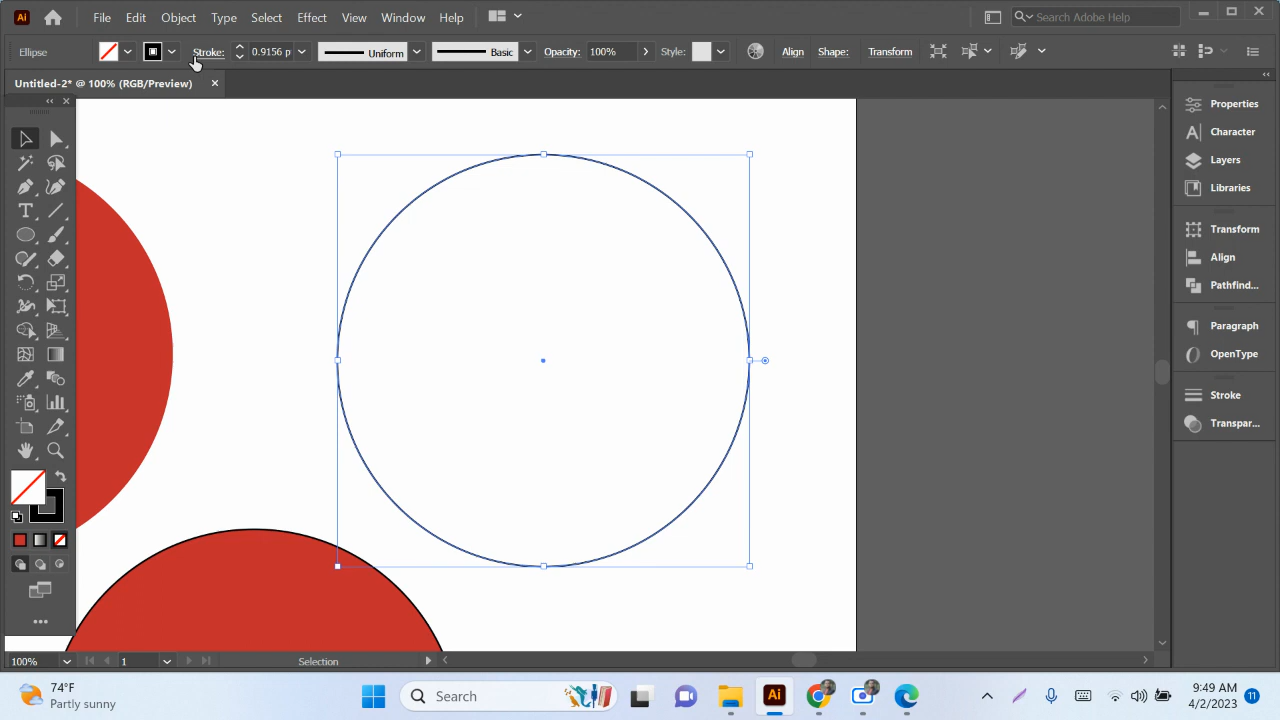 Ai File Edit Object Type Select Effect View Window Help Search Adobe Help
Ellipse Stroke: 0.9156 p Uniform Basic Opacity: 100% Style: Align Shape: Transform
Untitled-2* @ 100% (RGB/Preview)
Properties
Character
Layers
Libraries
Transform
Align
Pathfind...
Paragraph
OpenType
Stroke
Transpar...
100% 1 Selection
74°F
Partly sunny
Search
Ai
9:49 AM
4/2/2023
11